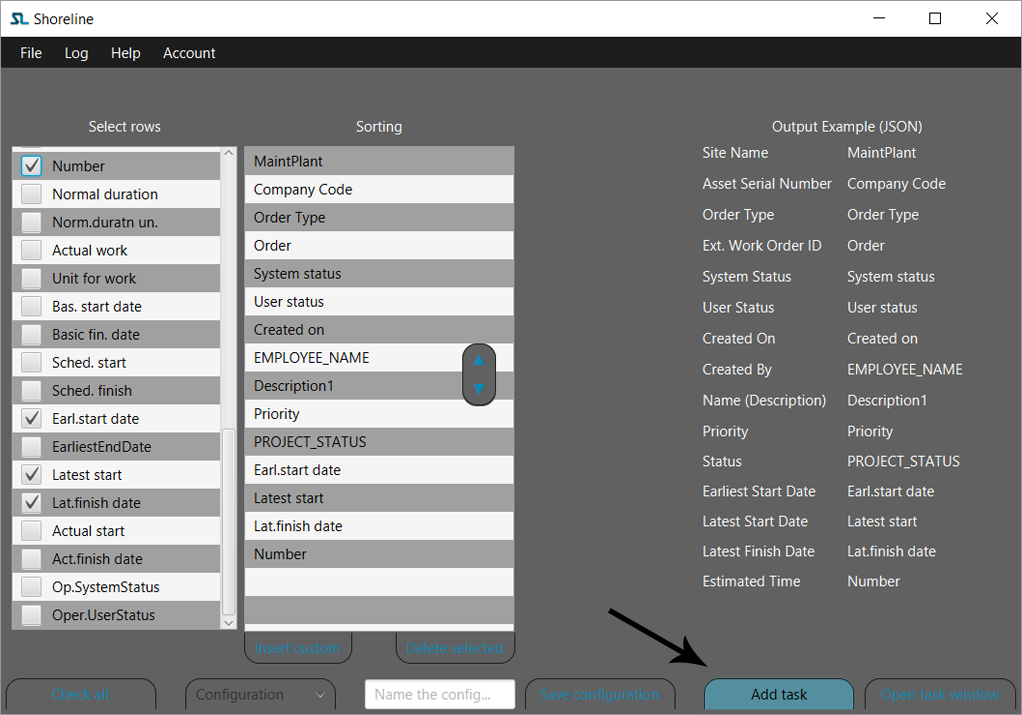 SL Shoreline
File Log Help Account
Select rows
Number
Normal duration
Norm.duratn un.
Actual work
Unit for work
Bas. start date
Basic fin. date
Sched. start
Sched. finish
Earl.start date
EarliestEndDate
Latest start
Lat.finish date
Actual start
Act.finish date
Op.SystemStatus
Oper.UserStatus
Sorting
MaintPlant
Company Code
Order Type
Order
System status
User status
Created on
EMPLOYEE_NAME
Description1
Priority
PROJECT_STATUS
Earl.start date
Latest start
Lat.finish date
Number
Insert custom Delete selected
Output Example (JSON)
Site Name MaintPlant
Asset Serial Number Company Code
Order Type Order Type
Ext. Work Order ID Order
System Status System status
User Status User status
Created On Created on
Created By EMPLOYEE_NAME
Name (Description) Description1
Priority Priority
Status PROJECT_STATUS
Earliest Start Date Earl.start date
Latest Start Date Latest start
Latest Finish Date Lat.finish date
Estimated Time Number
Check all Configuration Name the config... Save configuration Add task Open task window